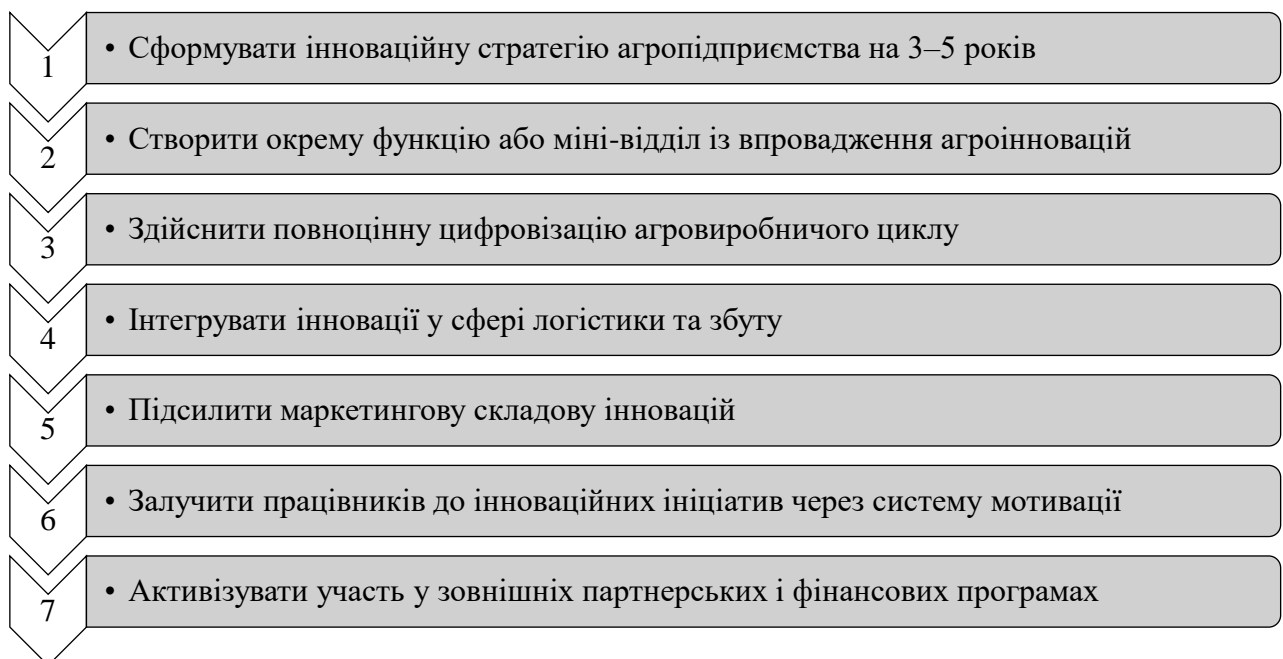 1 • Сформувати інноваційну стратегію агропідприємства на 3–5 років
2 • Створити окрему функцію або міні-відділ із впровадження агроінновацій
3 • Здійснити повноцінну цифровізацію агровиробничого циклу
4 • Інтегрувати інновації у сфері логістики та збуту
5 • Підсилити маркетингову складову інновацій
6 • Залучити працівників до інноваційних ініціатив через систему мотивації
7 • Активізувати участь у зовнішніх партнерських і фінансових програмах